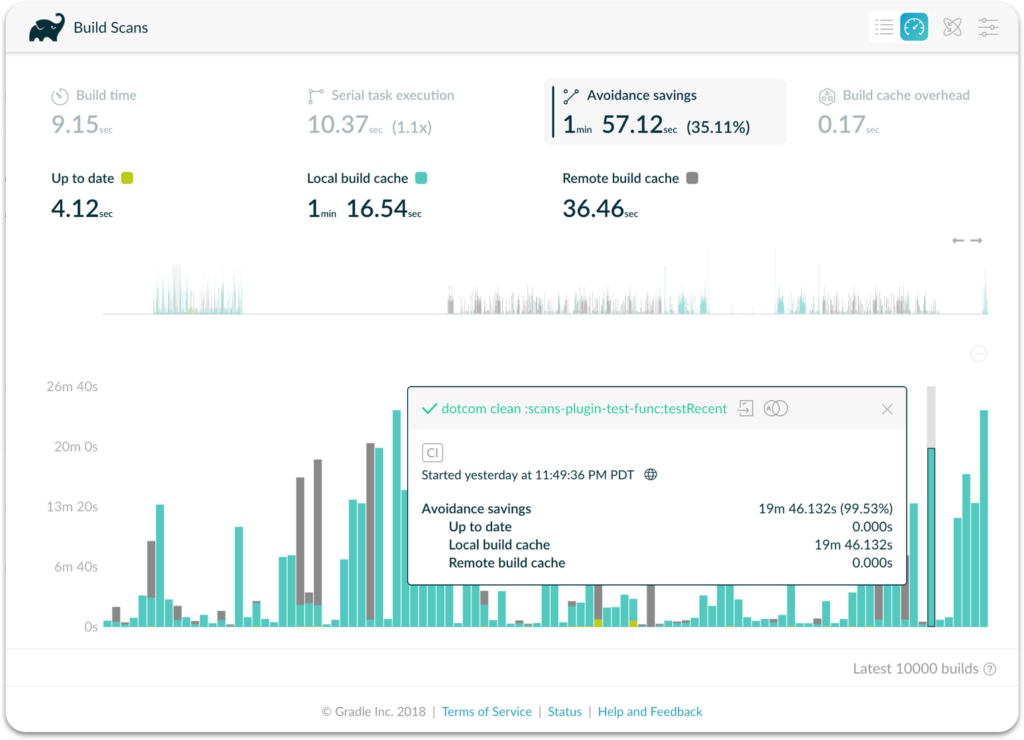 Build Scans
Build time
9.15sec
Serial task execution
10.37sec (1.1x)
Avoidance savings
1min 57.12sec (35.11%)
Build cache overhead
0.17sec
Up to date
4.12sec
Local build cache
1min 16.54sec
Remote build cache
36.46sec
26m 40s
20m 0s
13m 20s
6m 40s
0s
dotcom clean :scans-plugin-test-func:testRecent
CI
Started yesterday at 11:49:36 PM PDT
Avoidance savings 19m 46.132s (99.53%)
Up to date 0.000s
Local build cache 19m 46.132s
Remote build cache 0.000s
Latest 10000 builds ?
© Gradle Inc. 2018 | Terms of Service | Status | Help and Feedback